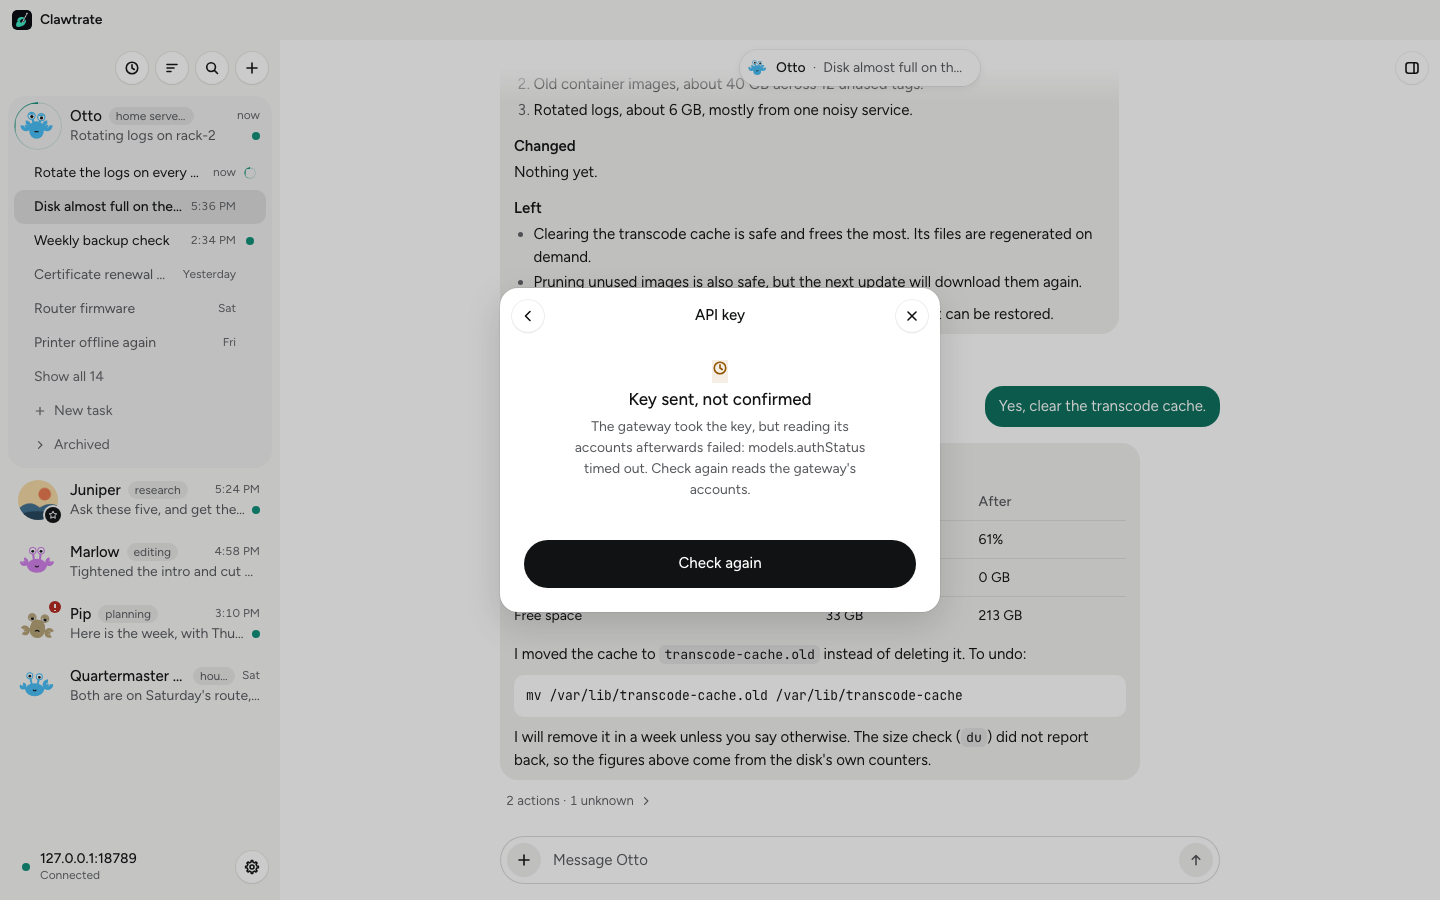 Clawtrate
Otto home serve... now
Rotating logs on rack-2
Rotate the logs on every ... now
Disk almost full on the... 5:36 PM
Weekly backup check 2:34 PM
Certificate renewal ... Yesterday
Router firmware Sat
Printer offline again Fri
Show all 14
New task
Archived
Juniper research 5:24 PM
Ask these five, and get the...
Marlow editing 4:58 PM
Tightened the intro and cut ...
Pip planning 3:10 PM
Here is the week, with Thu...
Quartermaster ... hou... Sat
Both are on Saturday's route,...
127.0.0.1:18789
Connected
Otto · Disk almost full on th...
2. Old container images, about 40 GB across 12 unused tags.
3. Rotated logs, about 6 GB, mostly from one noisy service.
Changed
Nothing yet.
Left
• Clearing the transcode cache is safe and frees the most. Its files are regenerated on
demand.
• Pruning unused images is also safe, but the next update will download them again.
can be restored.
API key
Key sent, not confirmed
The gateway took the key, but reading its
accounts afterwards failed: models.authStatus
timed out. Check again reads the gateway's
accounts.
Check again
Yes, clear the transcode cache.
After
61%
0 GB
Free space 33 GB 213 GB
I moved the cache to transcode-cache.old instead of deleting it. To undo:
mv /var/lib/transcode-cache.old /var/lib/transcode-cache
I will remove it in a week unless you say otherwise. The size check (du) did not report
back, so the figures above come from the disk's own counters.
2 actions · 1 unknown
Message Otto